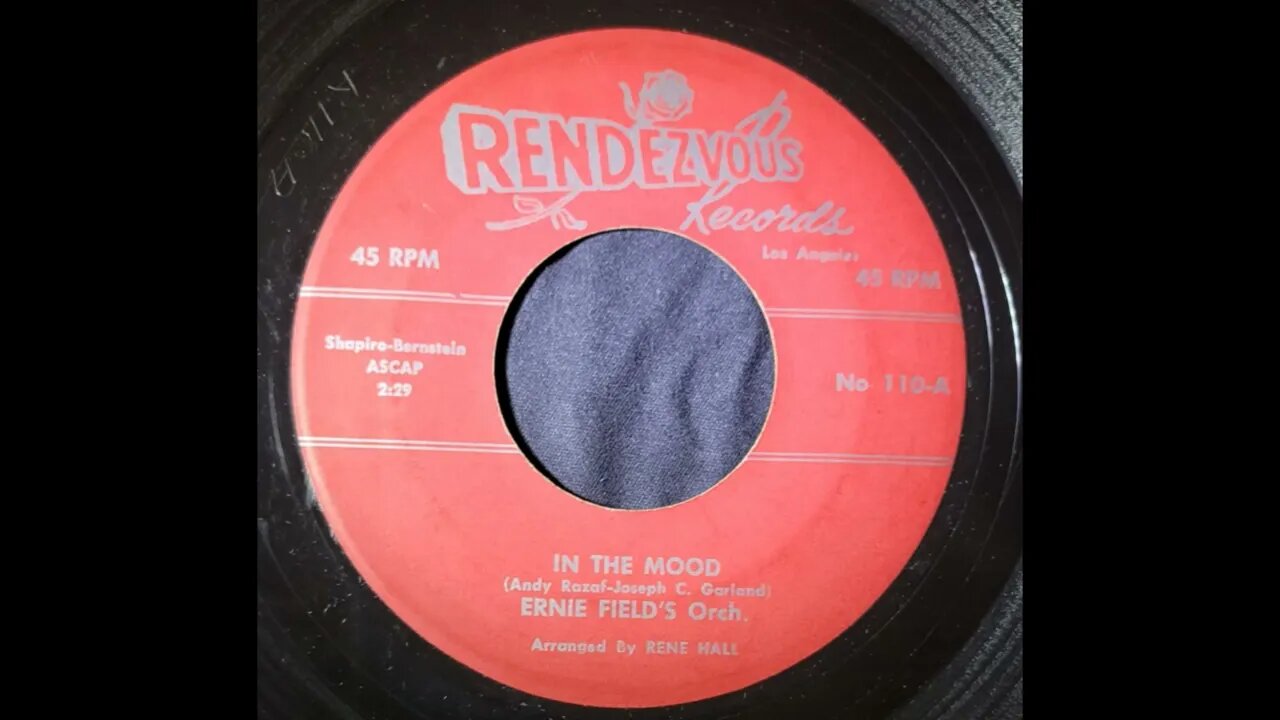 RENDEZVOUS
Records
Los Angeles
45 RPM
45 RPM
Shapiro-Bernstein
ASCAP
2:29
No 110-A
IN THE MOOD
(Andy Razaf-Joseph C. Garland)
ERNIE FIELD'S Orch.
Arranged By RENE HALL